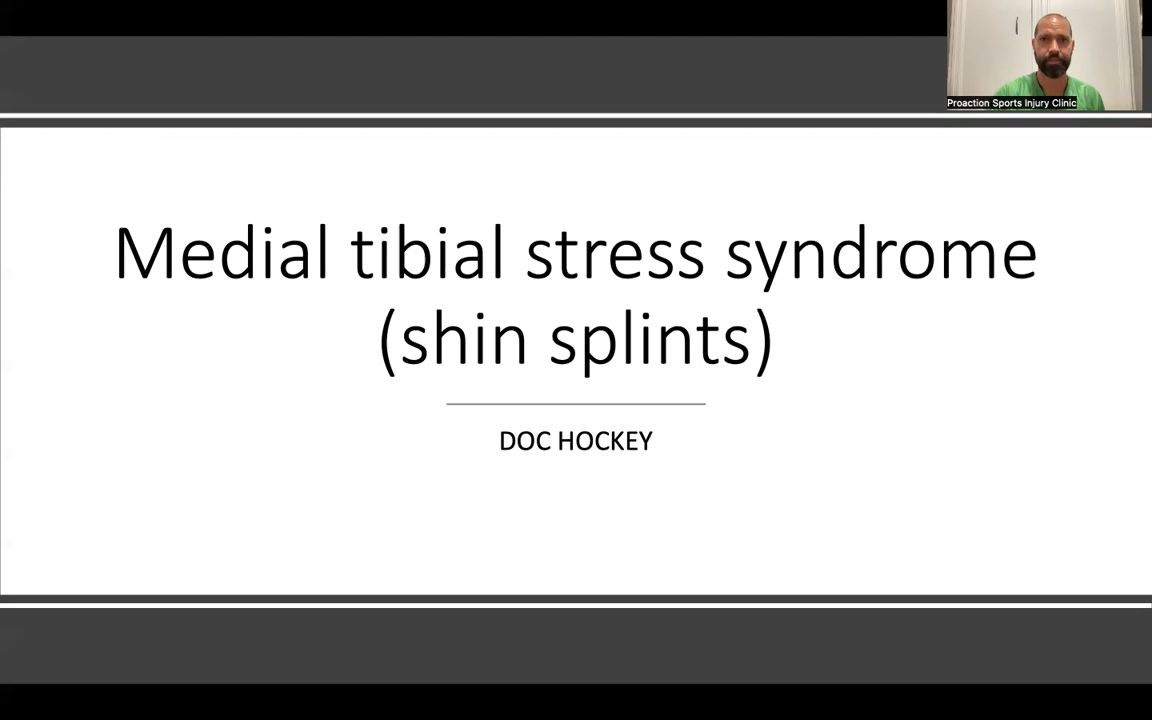 Proaction Sports Injury Clinic
Medial tibial stress syndrome
(shin splints)
DOC HOCKEY